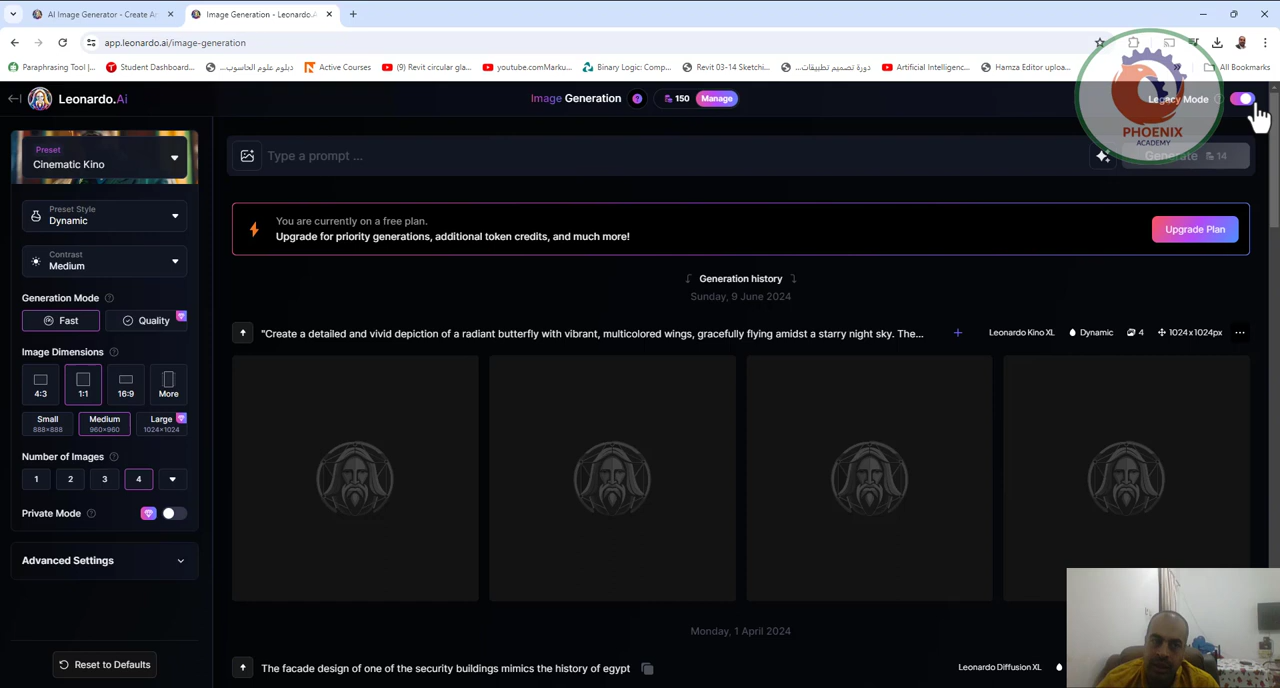 AI Image Generator - Create Ar
Image Generation - Leonardo.A
app.leonardo.ai/image-generation
Paraphrasing Tool |...
Student Dashboard...
دبلوم علوم الحاسوب...
Active Courses
(9) Revit
youtube.comMarku...
Binary Logic: Comp...
Revit 03-14 Sketchi...
دورة تصميم تطبيقات...
Artificial Intelligenc...
Hamza Editor uploa...
All Bookmarks
Leonardo.Ai
Image Generation
150
Manage
Legacy Mode
PHOENIX
ACADEMY
Preset
Cinematic Kino
Type a prompt ...
Generate 14
Preset Style
Dynamic
You are currently on a free plan.
Upgrade for priority generations, additional token credits, and much more!
Upgrade Plan
Contrast
Medium
Generation history
Sunday, 9 June 2024
Generation Mode
Fast
Quality
"Create a detailed and vivid depiction of a radiant butterfly with vibrant, multicolored wings, gracefully flying amidst a starry night sky. The...
Leonardo Kino XL
Dynamic
4
1024x1024px
Image Dimensions
4:3
1:1
16:9
More
Small
888×888
Medium
960×960
Large
1024×1024
Number of Images
1
2
3
4
Private Mode
Advanced Settings
Monday, 1 April 2024
Reset to Defaults
The facade design of one of the security buildings mimics the history of egypt
Leonardo Diffusion XL